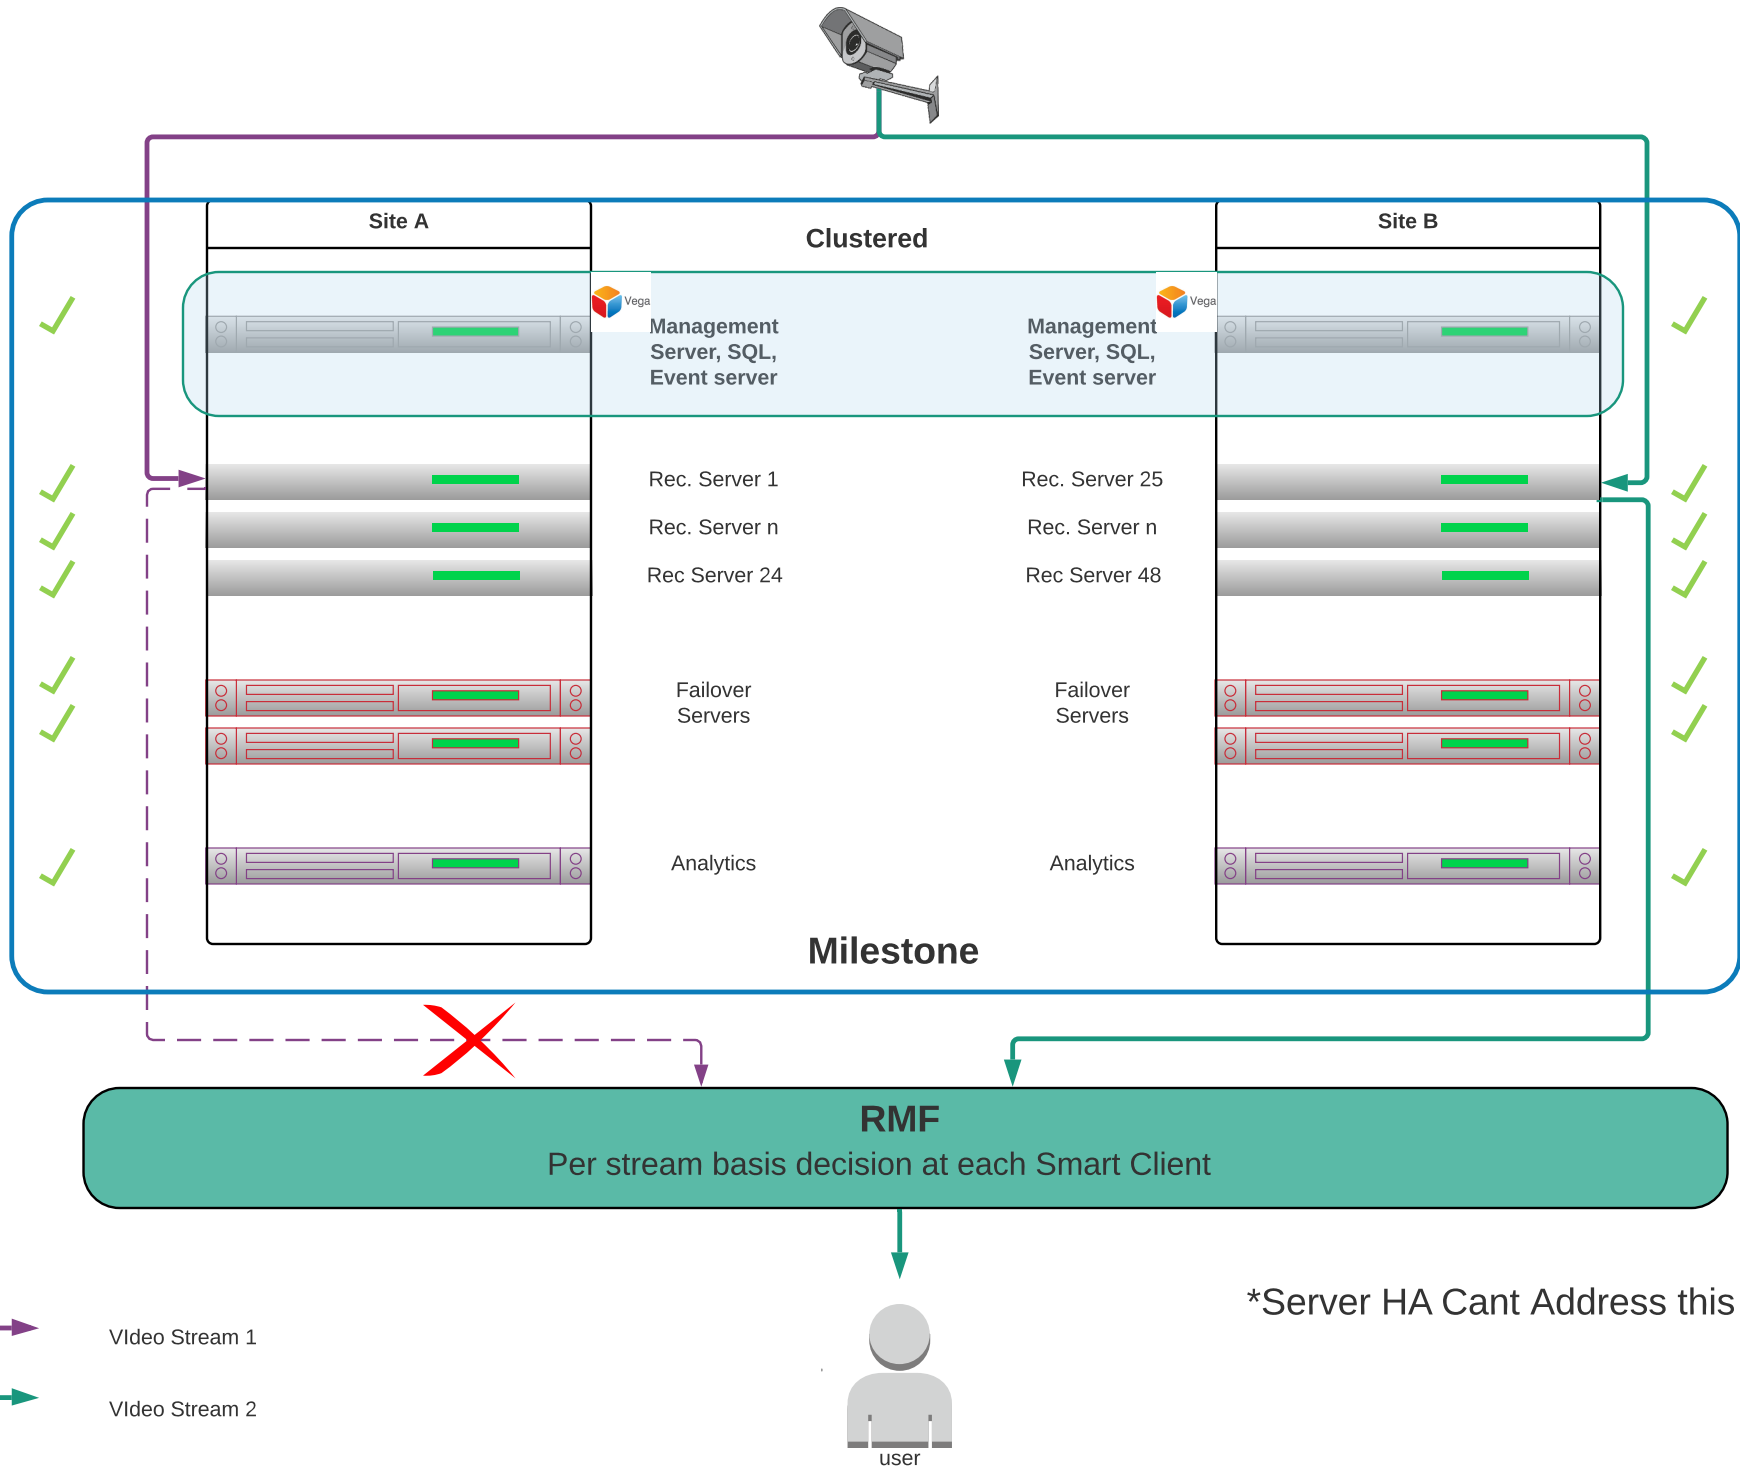 Site A
Clustered
Site B
Vega
Vega
Management
Server, SQL,
Event server
Management
Server, SQL,
Event server
Rec. Server 1
Rec. Server 25
Rec. Server n
Rec. Server n
Rec Server 24
Rec Server 48
Failover
Servers
Failover
Servers
Analytics
Analytics
Milestone
RMF
Per stream basis decision at each Smart Client
*Server HA Cant Address this
VIdeo Stream 1
VIdeo Stream 2
user